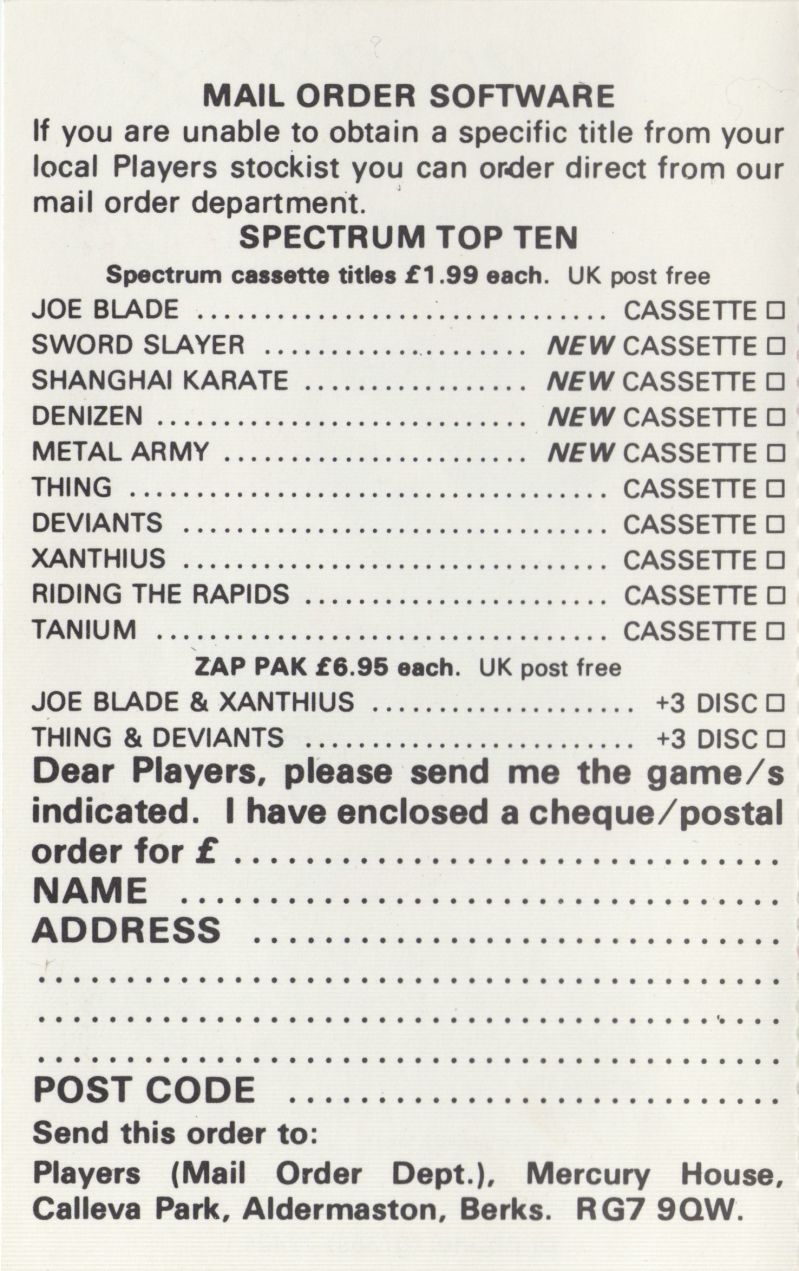 MAIL ORDER SOFTWARE
If you are unable to obtain a specific title from your
local Players stockist you can order direct from our
mail order department.
SPECTRUM TOP TEN
Spectrum cassette titles £1.99 each. UK post free
JOE BLADE ............................... CASSETTE □
SWORD SLAYER .................... NEW CASSETTE □
SHANGHAI KARATE ................. NEW CASSETTE □
DENIZEN ............................ NEW CASSETTE □
METAL ARMY ....................... NEW CASSETTE □
THING .................................... CASSETTE □
DEVIANTS ................................ CASSETTE □
XANTHIUS ................................ CASSETTE □
RIDING THE RAPIDS ....................... CASSETTE □
TANIUM .................................. CASSETTE □
ZAP PAK £6.95 each. UK post free
JOE BLADE & XANTHIUS .................... +3 DISC □
THING & DEVIANTS ......................... +3 DISC □
Dear Players, please send me the game/s
indicated. I have enclosed a cheque/postal
order for £ ...............................
NAME ..................................
ADDRESS .............................
..........................................
..........................................
..........................................
POST CODE ...........................
Send this order to:
Players (Mail Order Dept.), Mercury House,
Calleva Park, Aldermaston, Berks. RG7 9QW.